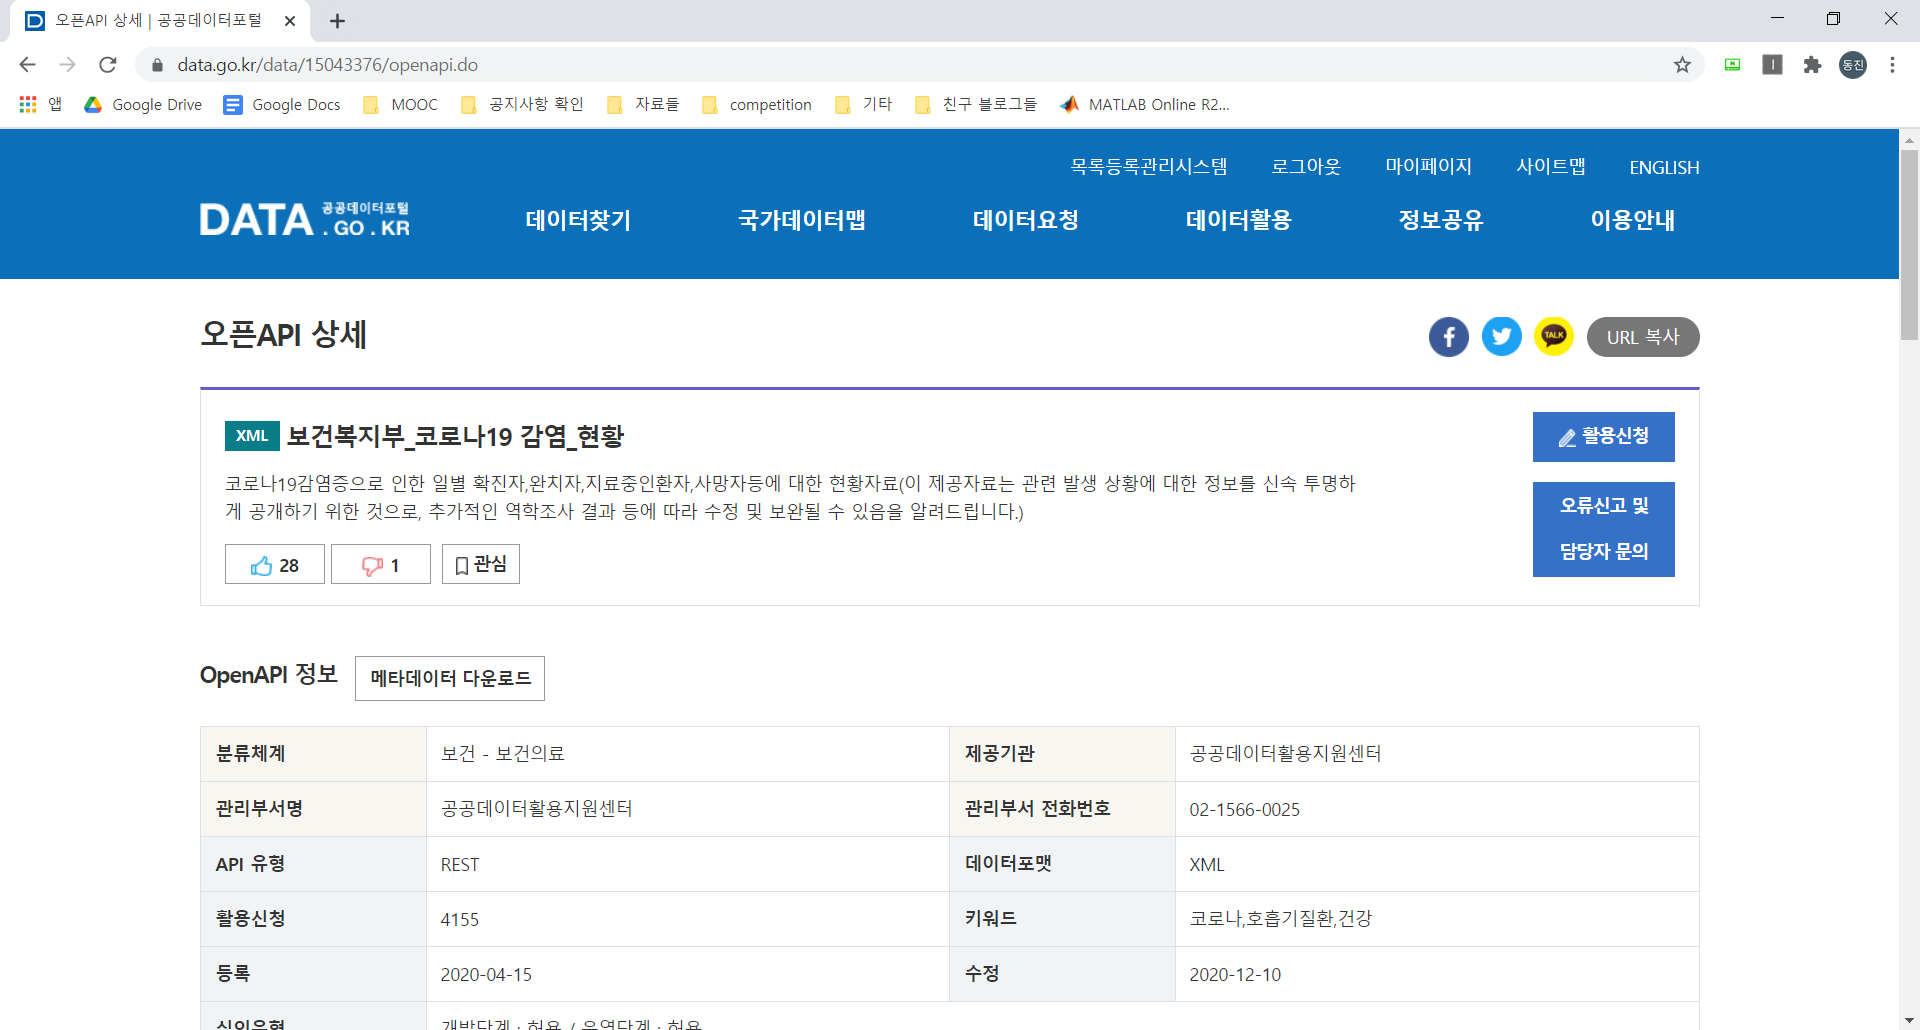 오픈API 상세 | 공공데이터포털
data.go.kr/data/15043376/openapi.do
동진
앱 Google Drive Google Docs MOOC 공지사항 확인 자료들 competition 기타 친구 블로그들 MATLAB Online R2...
목록등록관리시스템 로그아웃 마이페이지 사이트맵 ENGLISH
DATA 공공데이터포털 .GO.KR 데이터찾기 국가데이터맵 데이터요청 데이터활용 정보공유 이용안내
오픈API 상세
TALK
URL 복사
XML 보건복지부_코로나19 감염_현황
활용신청
코로나19감염증으로 인한 일별 확진자,완치자,지료중인환자,사망자등에 대한 현황자료(이 제공자료는 관련 발생 상황에 대한 정보를 신속 투명하
게 공개하기 위한 것으로, 추가적인 역학조사 결과 등에 따라 수정 및 보완될 수 있음을 알려드립니다.)
오류신고 및
담당자 문의
28 1 관심
OpenAPI 정보 메타데이터 다운로드
분류체계 보건 - 보건의료 제공기관 공공데이터활용지원센터
관리부서명 공공데이터활용지원센터 관리부서 전화번호 02-1566-0025
API 유형 REST 데이터포맷 XML
활용신청 4155 키워드 코로나,호흡기질환,건강
등록 2020-04-15 수정 2020-12-10
심의유형 개발단계 : 허용 / 운영단계 : 허용